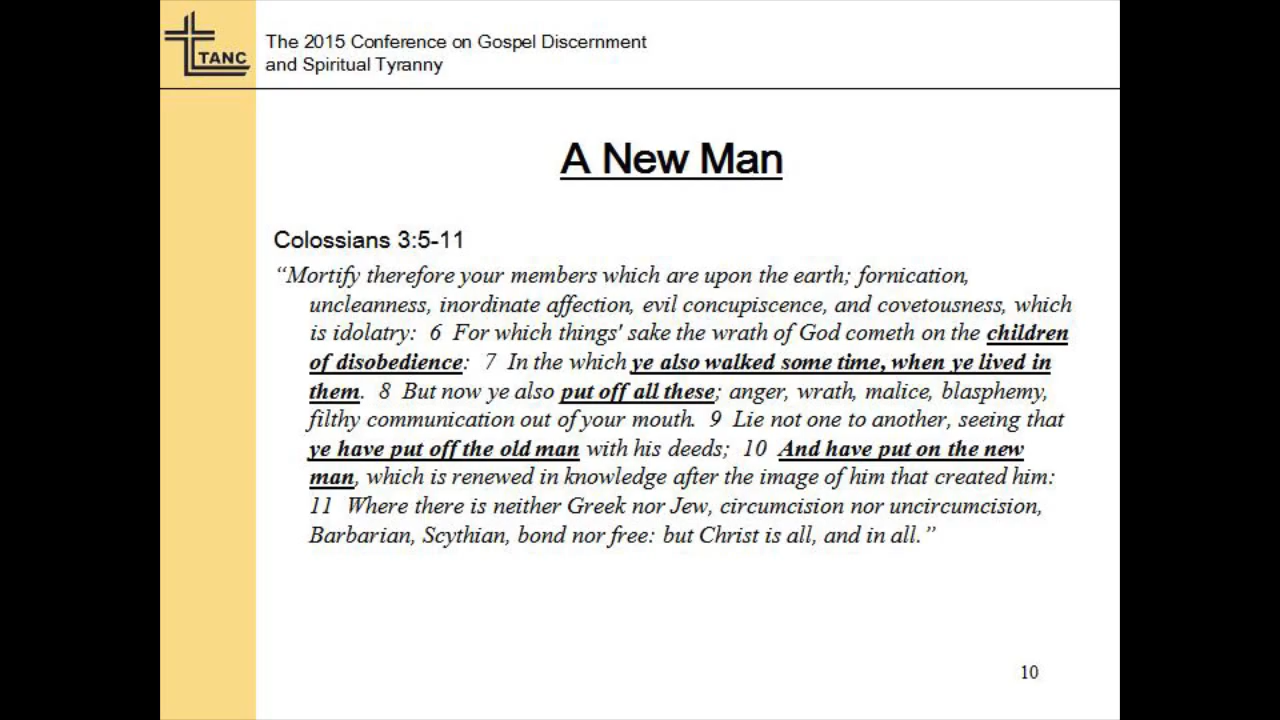 TANC
The 2015 Conference on Gospel Discernment
and Spiritual Tyranny
A New Man
Colossians 3:5-11
“Mortify therefore your members which are upon the earth; fornication,
uncleanness, inordinate affection, evil concupiscence, and covetousness, which
is idolatry:  6  For which things' sake the wrath of God cometh on the children
of disobedience:  7  In the which ye also walked some time, when ye lived in
them.  8  But now ye also put off all these; anger, wrath, malice, blasphemy,
filthy communication out of your mouth.  9  Lie not one to another, seeing that
ye have put off the old man with his deeds;  10  And have put on the new
man, which is renewed in knowledge after the image of him that created him:
11  Where there is neither Greek nor Jew, circumcision nor uncircumcision,
Barbarian, Scythian, bond nor free: but Christ is all, and in all.”
10